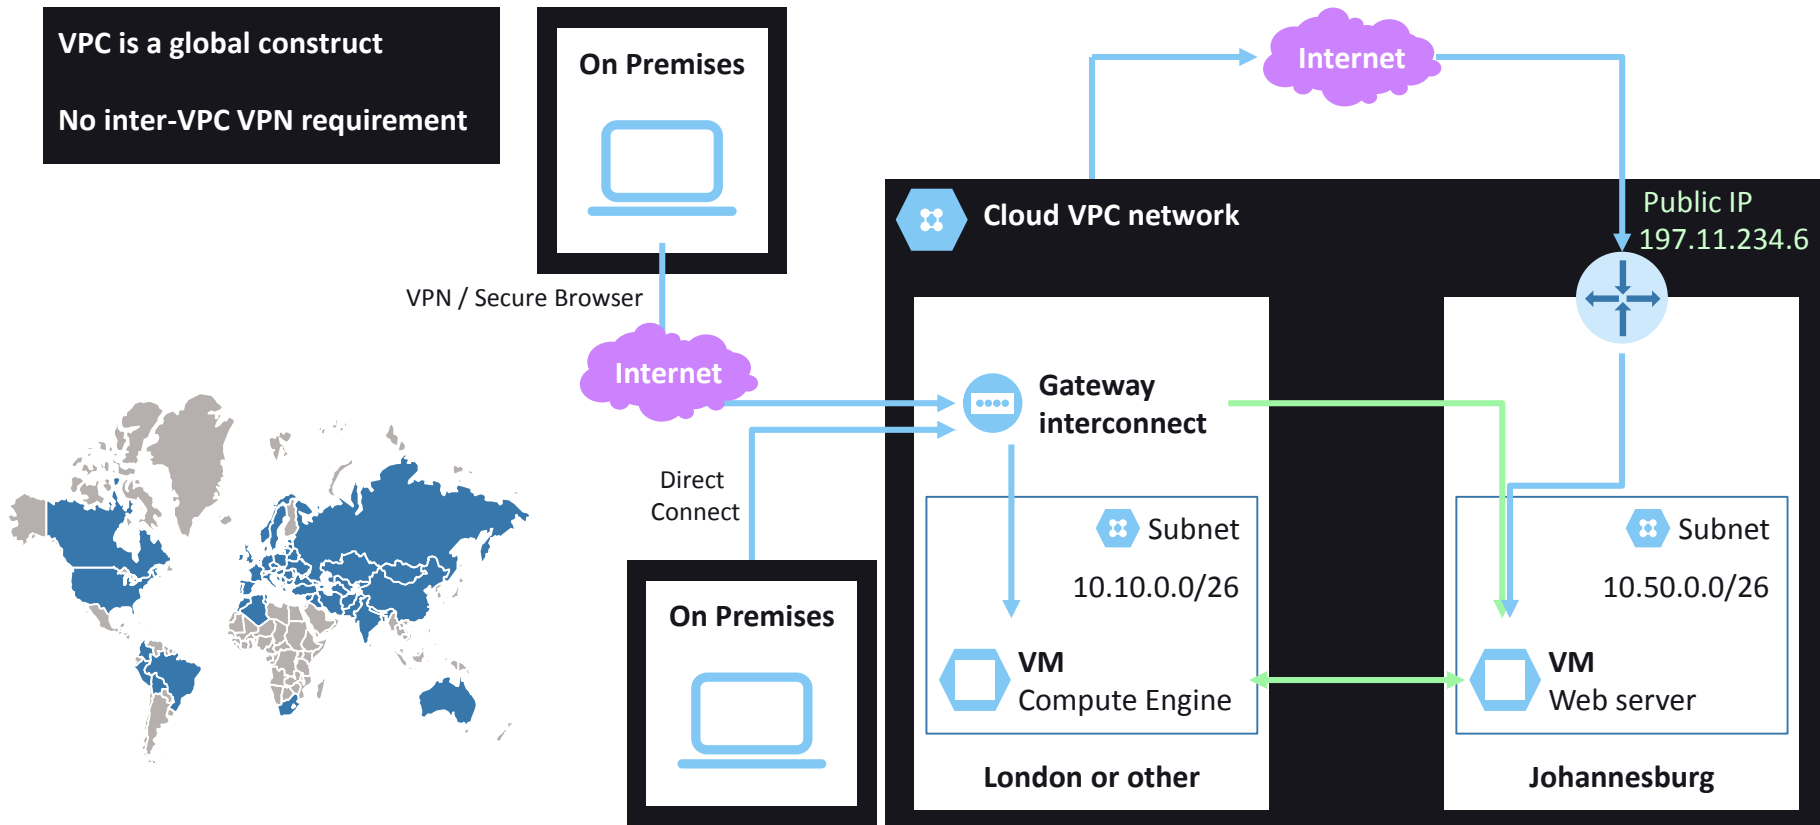 VPC is a global construct
No inter-VPC VPN requirement
On Premises
VPN / Secure Browser
Internet
Direct
Connect
On Premises
Internet
Cloud VPC network
Public IP
197.11.234.6
Gateway
interconnect
Subnet
10.10.0.0/26
VM
Compute Engine
London or other
Subnet
10.50.0.0/26
VM
Web server
Johannesburg